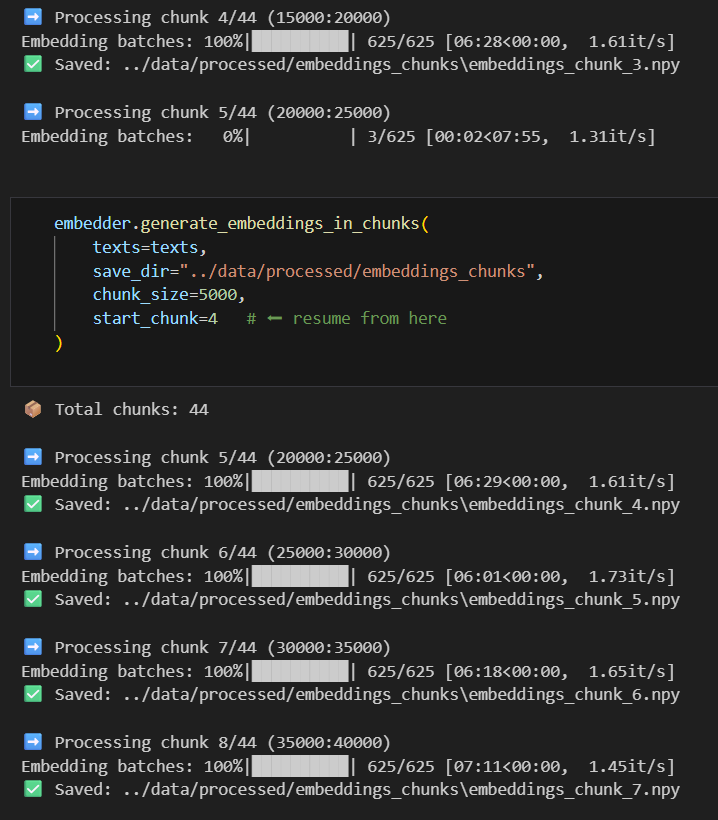 ➡️ Processing chunk 4/44 (15000:20000)
Embedding batches: 100%|██████████| 625/625 [06:28<00:00,  1.61it/s]
✅ Saved: ../data/processed/embeddings_chunks\embeddings_chunk_3.npy
➡️ Processing chunk 5/44 (20000:25000)
Embedding batches:   0%|          | 3/625 [00:02<07:55,  1.31it/s]
embedder.generate_embeddings_in_chunks(
    texts=texts,
    save_dir="../data/processed/embeddings_chunks",
    chunk_size=5000,
    start_chunk=4   # ⬅ resume from here
)
📦 Total chunks: 44
➡️ Processing chunk 5/44 (20000:25000)
Embedding batches: 100%|██████████| 625/625 [06:29<00:00,  1.61it/s]
✅ Saved: ../data/processed/embeddings_chunks\embeddings_chunk_4.npy
➡️ Processing chunk 6/44 (25000:30000)
Embedding batches: 100%|██████████| 625/625 [06:01<00:00,  1.73it/s]
✅ Saved: ../data/processed/embeddings_chunks\embeddings_chunk_5.npy
➡️ Processing chunk 7/44 (30000:35000)
Embedding batches: 100%|██████████| 625/625 [06:18<00:00,  1.65it/s]
✅ Saved: ../data/processed/embeddings_chunks\embeddings_chunk_6.npy
➡️ Processing chunk 8/44 (35000:40000)
Embedding batches: 100%|██████████| 625/625 [07:11<00:00,  1.45it/s]
✅ Saved: ../data/processed/embeddings_chunks\embeddings_chunk_7.npy